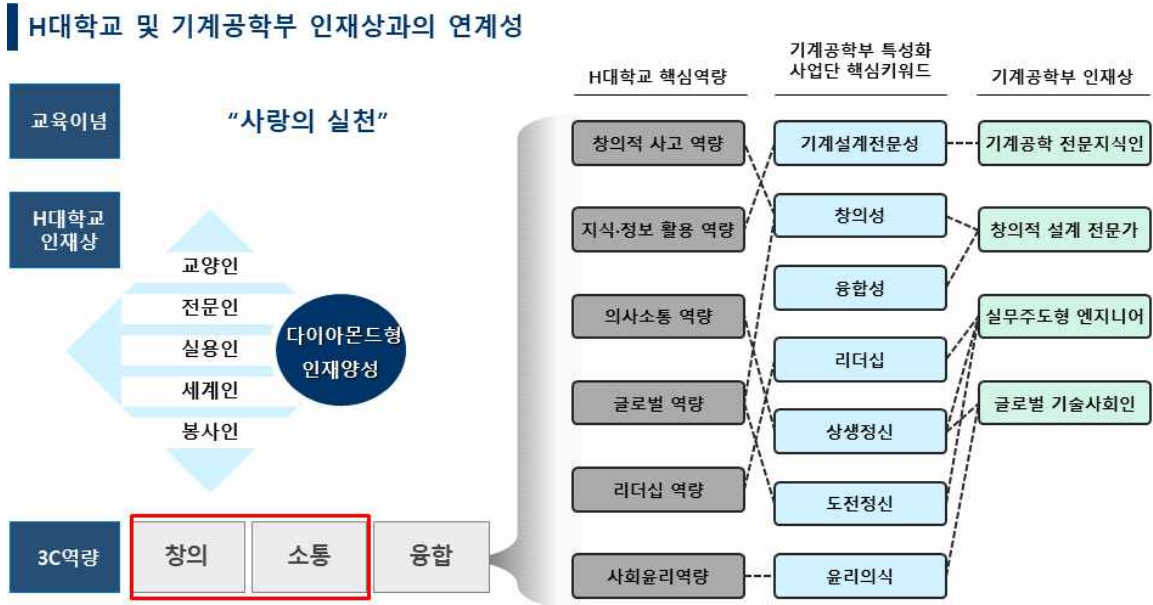 H대학교 및 기계공학부 인재상과의 연계성
교육이념
“사랑의 실천”
H대학교
인재상
교양인
전문인
실용인
세계인
봉사인
다이아몬드형
인재양성
3C역량
창의
소통
융합
H대학교 핵심역량
창의적 사고 역량
지식·정보 활용 역량
의사소통 역량
글로벌 역량
리더십 역량
사회윤리역량
기계공학부 특성화
사업단 핵심키워드
기계설계전문성
창의성
융합성
리더십
상생정신
도전정신
윤리의식
기계공학부 인재상
기계공학 전문지식인
창의적 설계 전문가
실무주도형 엔지니어
글로벌 기술사회인